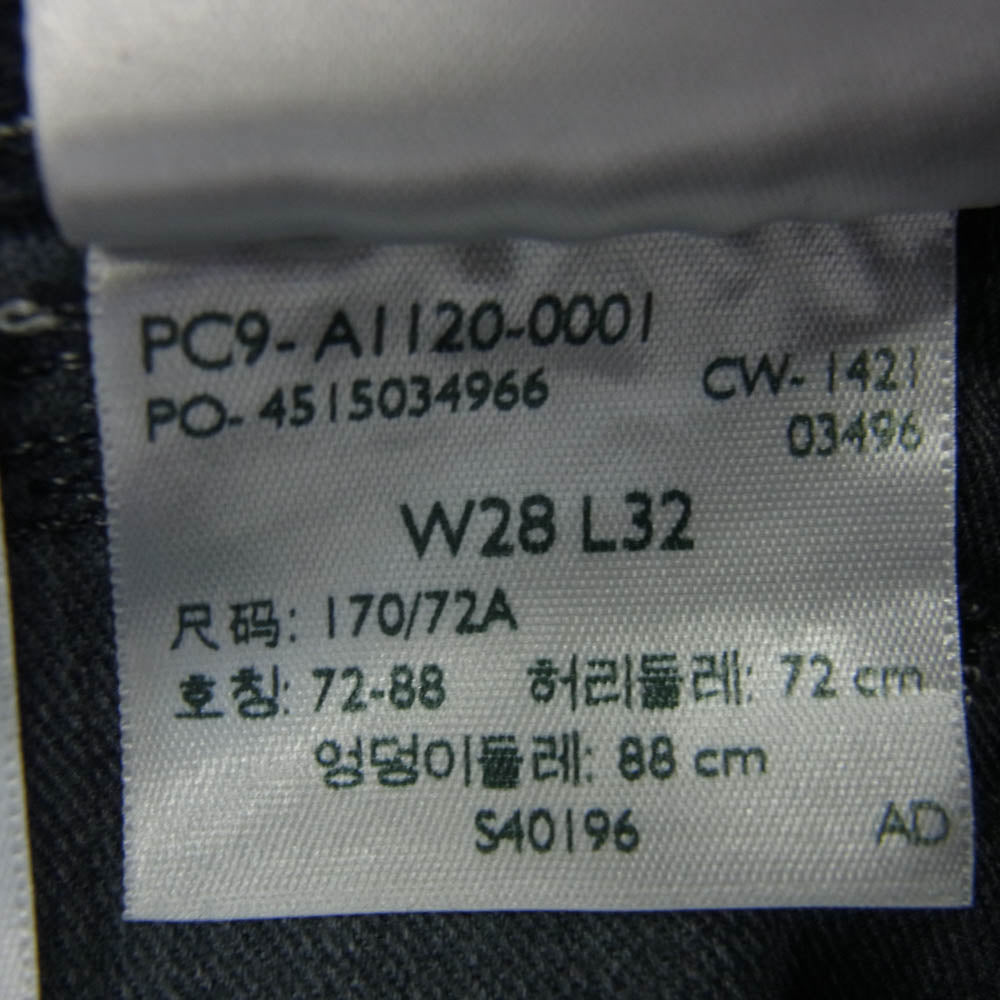 PC9- A1120-0001
PO- 4515034966 CW- 1421
03496
W28 L32
尺码: 170/72A
호칭: 72-88 허리둘레: 72 cm
엉덩이둘레: 88 cm
S40196 AD